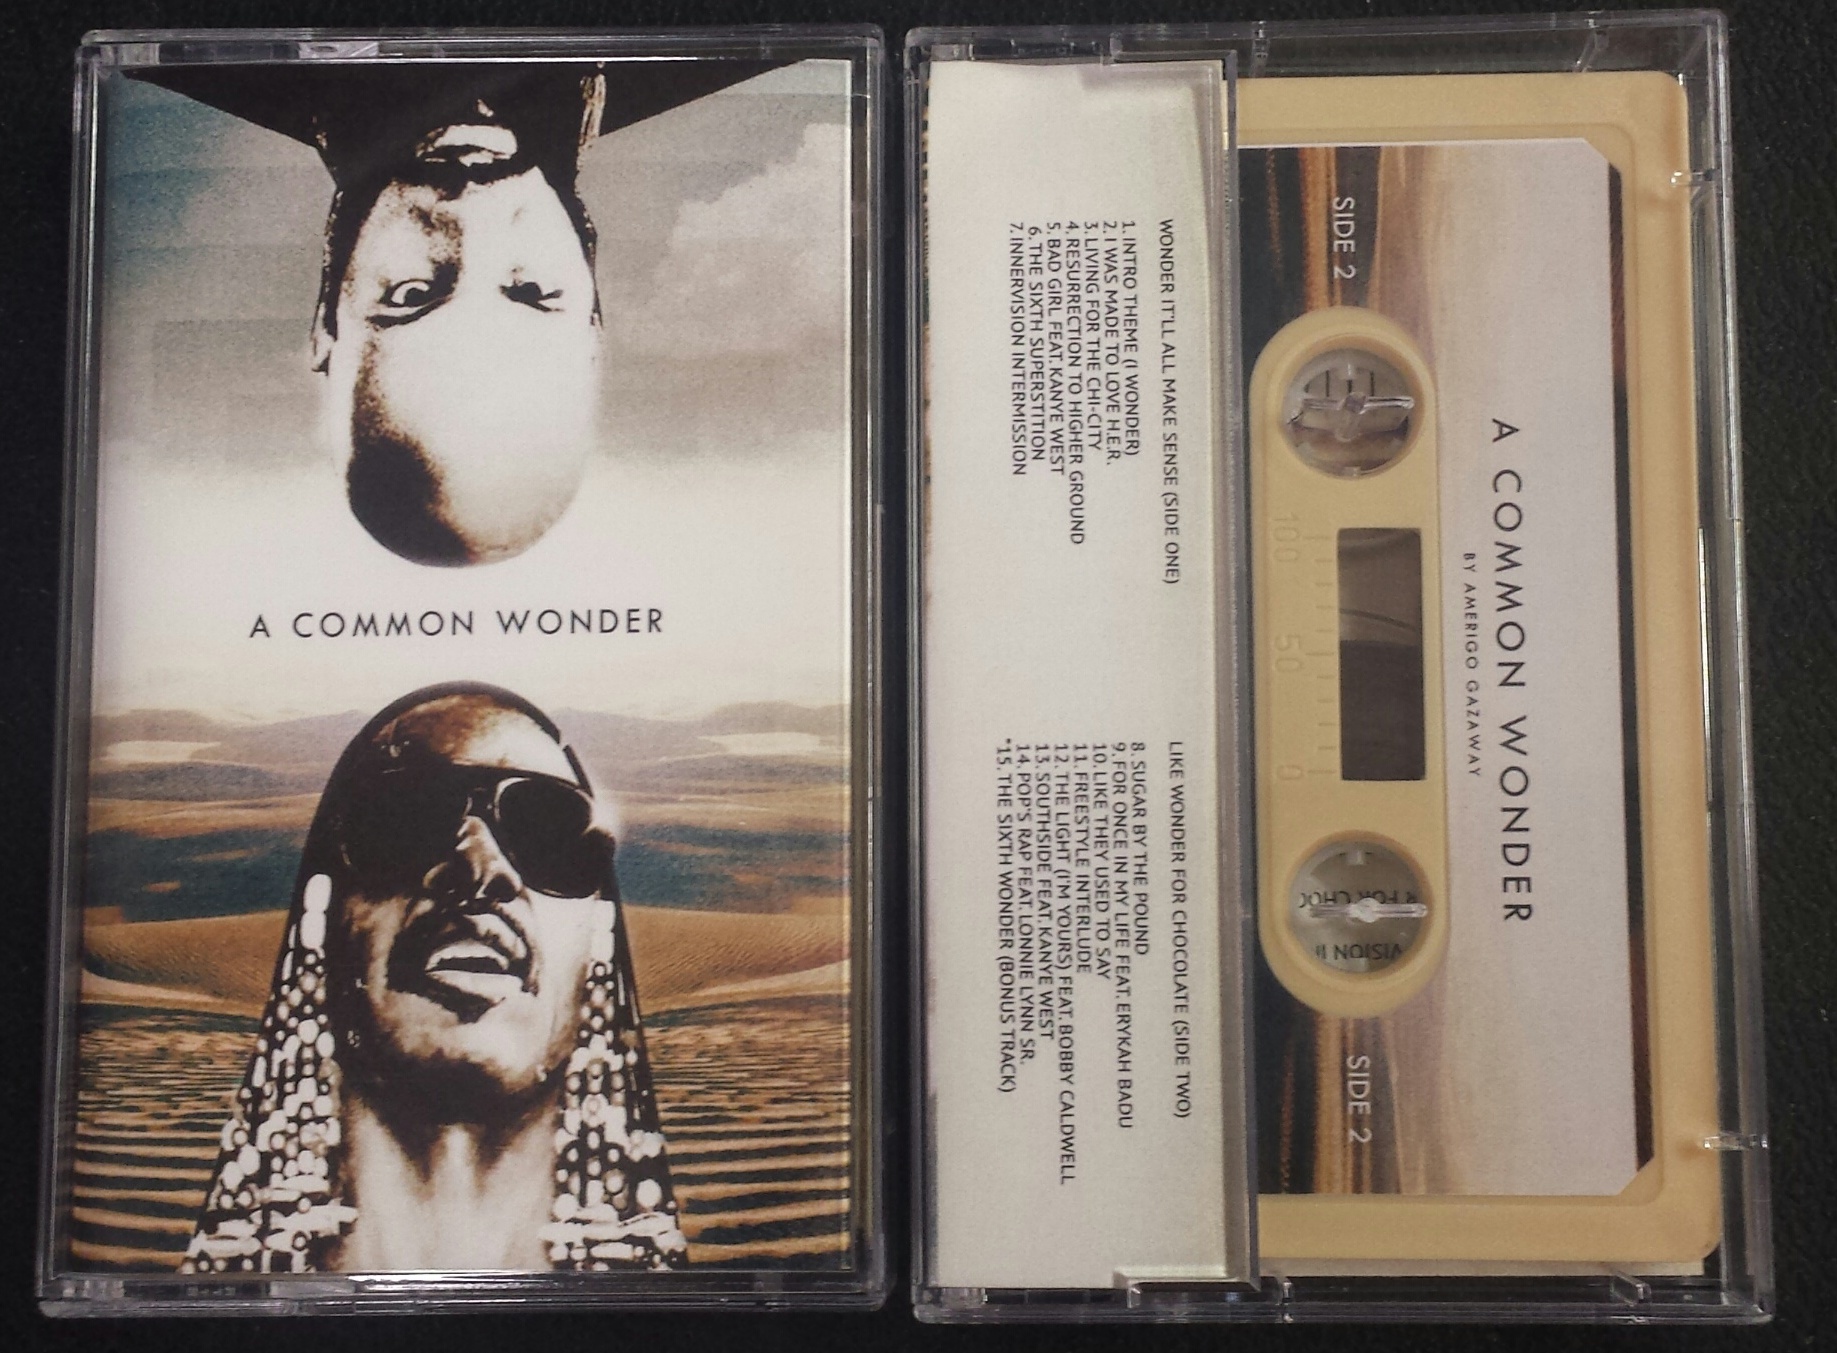 A COMMON WONDER
WONDER IT'LL ALL MAKE SENSE (SIDE ONE)
1. INTRO THEME (I WONDER)
2. I WAS MADE TO LOVE H.E.R.
3. LIVING FOR THE CHI-CITY
4. RESURRECTION TO HIGHER GROUND
5. BAD GIRL FEAT. KANYE WEST
6. THE SIXTH SUPERSTITION
7. INNERVISION INTERMISSION
LIKE WONDER FOR CHOCOLATE (SIDE TWO)
8. SUGAR BY THE POUND
9. FOR ONCE IN MY LIFE FEAT. ERYKAH BADU
10. LIKE THEY USED TO SAY
11. FREESTYLE INTERLUDE
12. THE LIGHT (I'M YOURS) FEAT. BOBBY CALDWELL
13. SOUTHSIDE FEAT. KANYE WEST
14. POP'S RAP FEAT. LONNIE LYNN SR.
*15. THE SIXTH WONDER (BONUS TRACK)
A COMMON WONDER
BY AMERIGO GAZAWAY
SIDE 2
SIDE 2
100 50 0
R FOR CHOC
VISION I